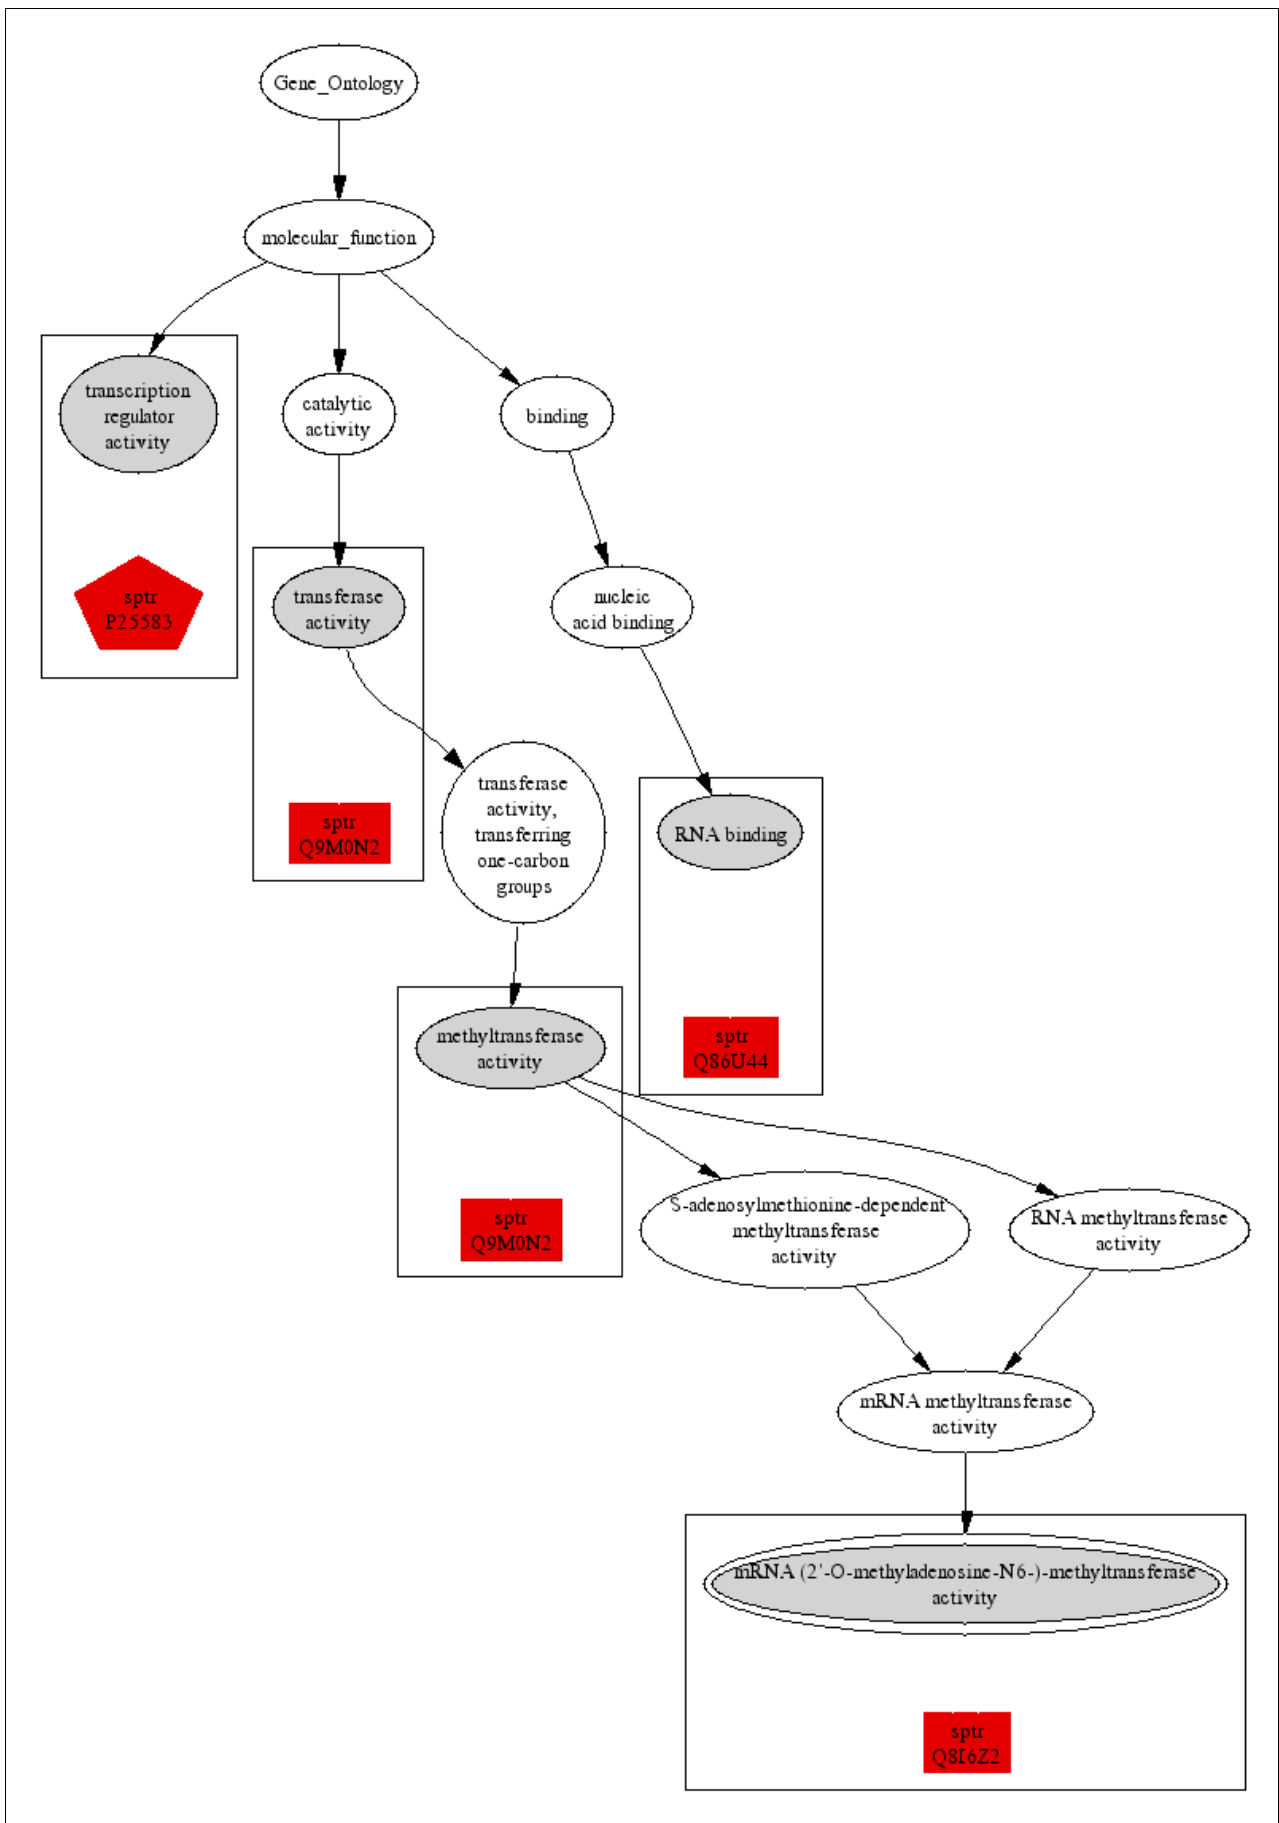 Gene_Ontology
molecular_function
transcription
regulator
activity
catalytic
activity
binding
sptr
P25583
transferase
activity
nucleic
acid binding
sptr
Q9M0N2
transferase
activity,
transferring
one-carbon
groups
RNA binding
methyltransferase
activity
sptr
Q86U44
sptr
Q9M0N2
S-adenosylmethionine-dependent
methyltransferase
activity
RNA methyltransferase
activity
mRNA methyltransferase
activity
mRNA (2'-O-methyladenosine-N6-)-methyltransferase
activity
sptr
Q8I6Z2